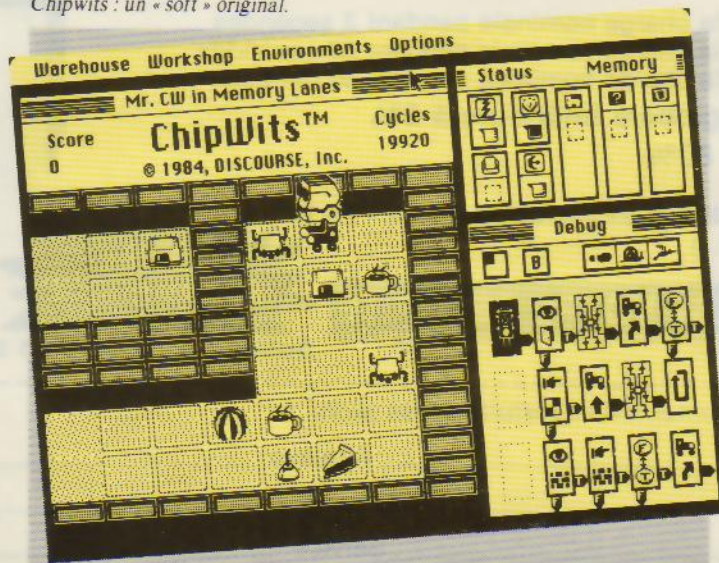 Chipwits : un « soft » original.
Warehouse Workshop Environments Options
Mr. CW in Memory Lanes
Score
0
ChipWits™
© 1984, DISCOURSE, Inc.
Cycles
19920
Status Memory
?
Debug
B
F
T
F
T